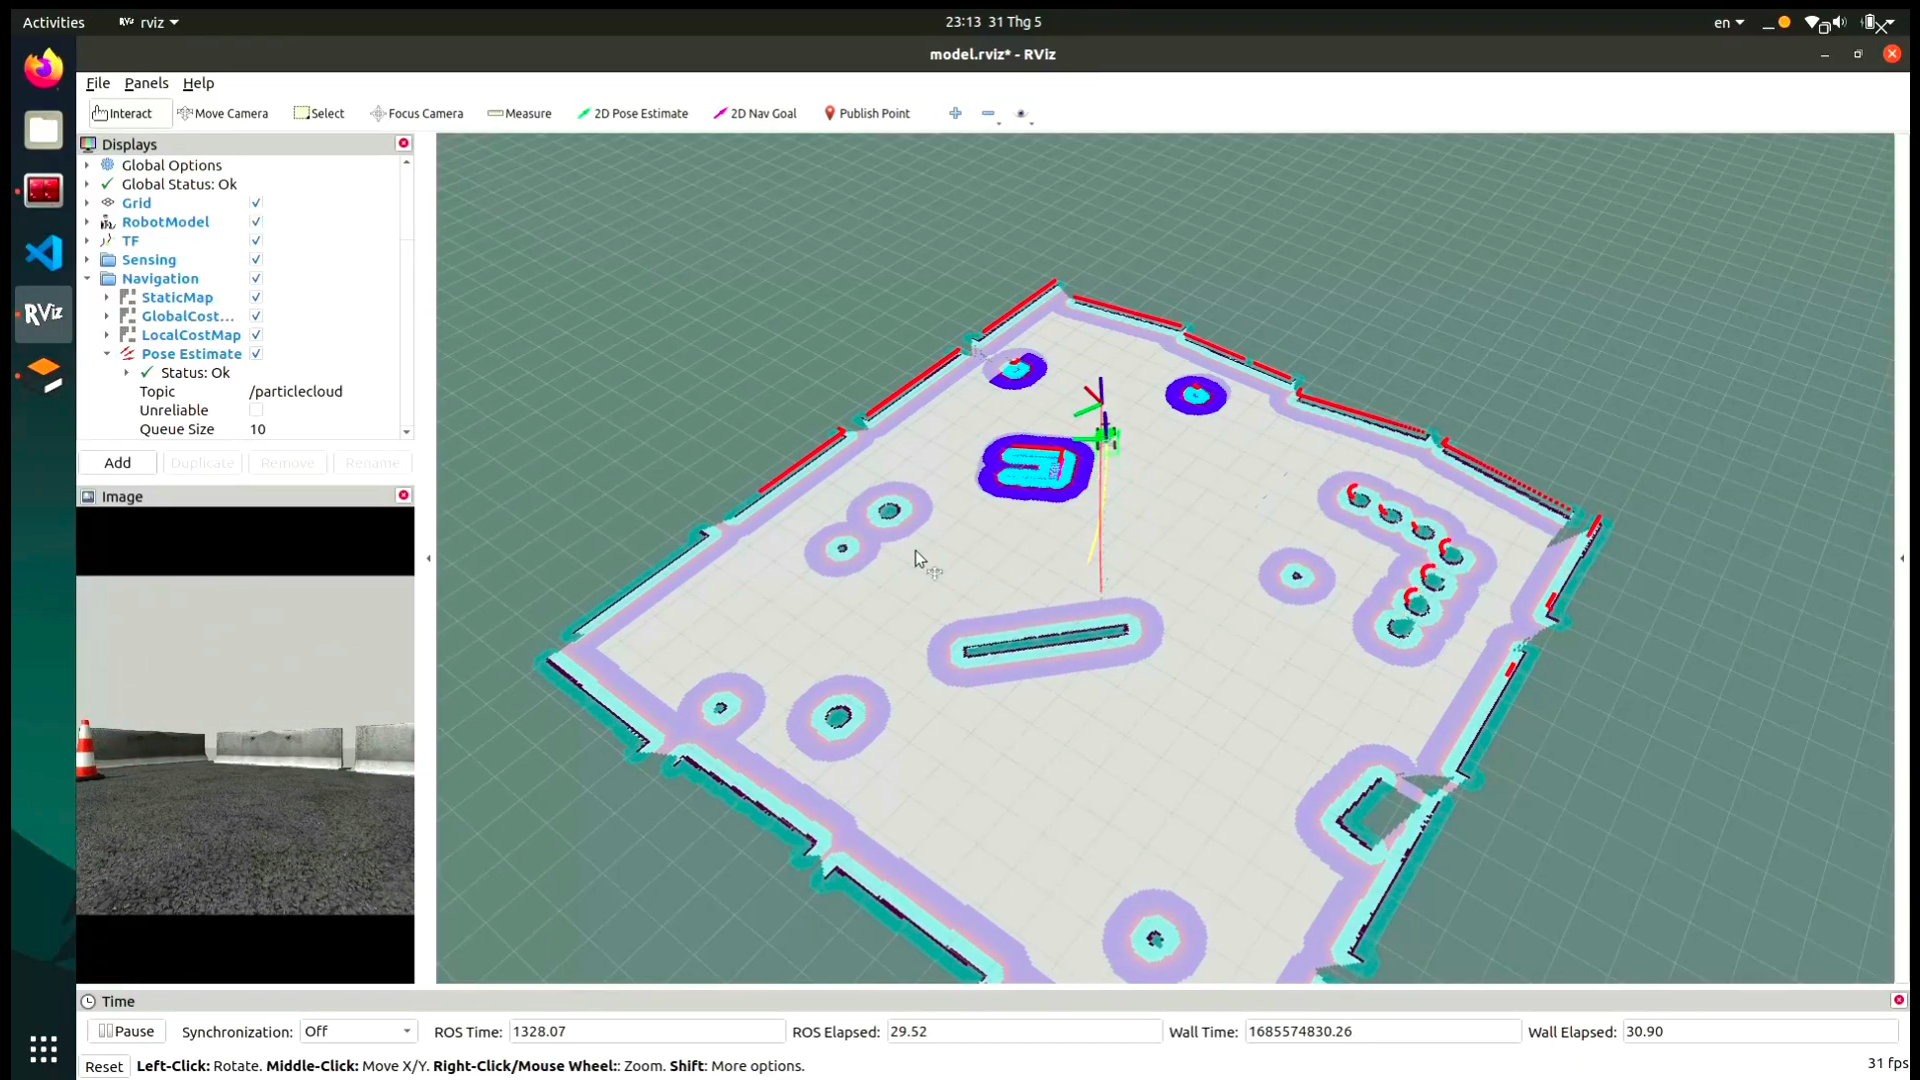 Activities
rviz
23:13 31 Thg 5
en
model.rviz* - RViz
File Panels Help
Interact Move Camera Select Focus Camera Measure 2D Pose Estimate 2D Nav Goal Publish Point
Displays
Global Options
Global Status: Ok
Grid
RobotModel
TF
Sensing
Navigation
StaticMap
GlobalCost...
LocalCostMap
Pose Estimate
Status: Ok
Topic /particlecloud
Unreliable
Queue Size 10
Add Duplicate Remove Rename
Image
RViz
Time
Pause Synchronization: Off ROS Time: 1328.07 ROS Elapsed: 29.52 Wall Time: 1685574830.26 Wall Elapsed: 30.90
Reset Left-Click: Rotate. Middle-Click: Move X/Y. Right-Click/Mouse Wheel:: Zoom. Shift: More options. 31 fps